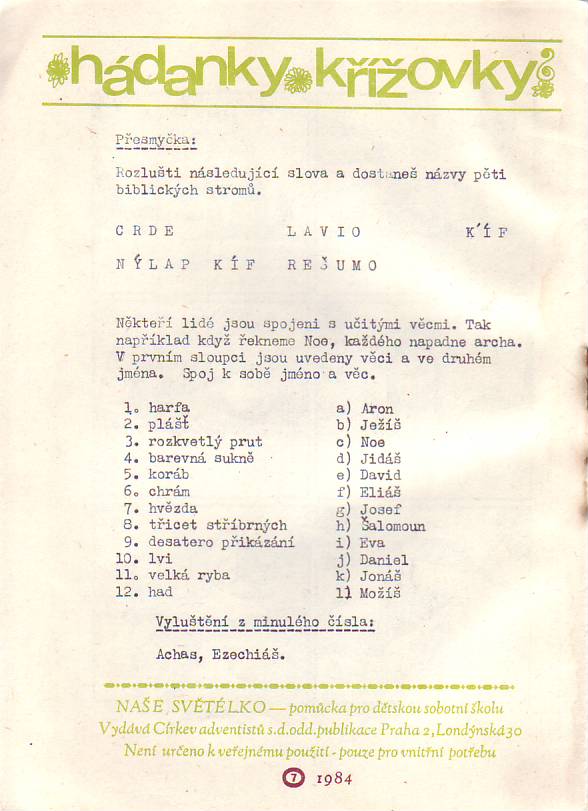 hádanky křížovky
Přesmyčka:
Rozlušti následující slova a dostaneš názvy pěti
biblických stromů.
C R D E L A V I O K Í F
N Ý L A P K Í F R E Š U M O
Někteří lidé jsou spojeni s učitými věcmi. Tak
například když řekneme Noe, každého napadne archa.
V prvním sloupci jsou uvedeny věci a ve druhém
jména. Spoj k sobě jméno a věc.
1. harfa a) Aron
2. plášť b) Ježíš
3. rozkvetlý prut c) Noe
4. barevná sukně d) Jidáš
5. koráb e) David
6. chrám f) Eliáš
7. hvězda g) Josef
8. třicet stříbrných h) Šalomoun
9. desatero přikázání i) Eva
10. lvi j) Daniel
11. velká ryba k) Jonáš
12. had l) Možíš
Vyluštění z minulého čísla:
Achas, Ezechiáš.
NAŠE SVĚTÉLKO — pomůcka pro dětskou sobotní školu
Vydává Církev adventistů s.d.odd.publikace Praha 2, Londýnská 30
Není určeno k veřejnému použití - pouze pro vnitřní potřebu
7 1984